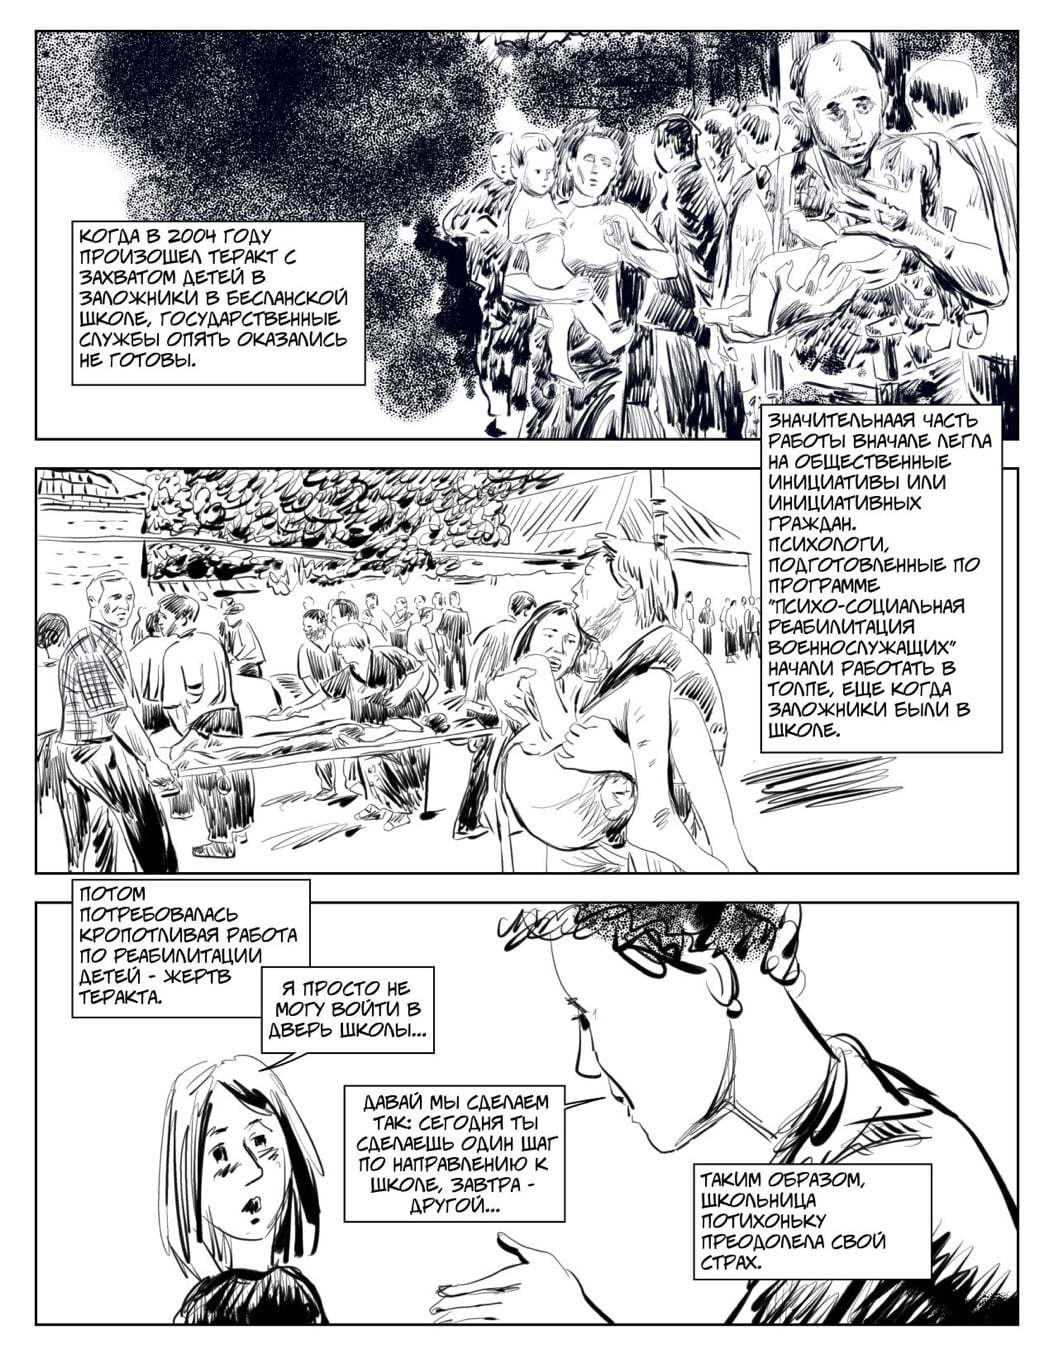 КОГДА В 2004 ГОДУ
ПРОИЗОШЕЛ ТЕРАКТ С
ЗАХВАТОМ ДЕТЕЙ В
ЗАЛОЖНИКИ В БЕСЛАНСКОЙ
ШКОЛЕ, ГОСУДАРСТВЕННЫЕ
СЛУЖБЫ ОПЯТЬ ОКАЗАЛИСЬ
НЕ ГОТОВЫ.
ЗНАЧИТЕЛЬНААЯ ЧАСТЬ
РАБОТЫ ВНАЧАЛЕ ЛЕГЛА
НА ОБЩЕСТВЕННЫЕ
ИНИЦИАТИВЫ ИЛИ
ИНИЦИАТИВНЫХ
ГРАЖДАН.
ПСИХОЛОГИ,
ПОДГОТОВЛЕННЫЕ ПО
ПРОГРАММЕ
"ПСИХО-СОЦИАЛЬНАЯ
РЕАБИЛИТАЦИЯ
ВОЕННОСЛУЖАЩИХ"
НАЧАЛИ РАБОТАТЬ В
ТОЛПЕ, ЕЩЕ КОГДА
ЗАЛОЖНИКИ БЫЛИ В
ШКОЛЕ.
ПОТОМ
ПОТРЕБОВАЛАСЬ
КРОПОТЛИВАЯ РАБОТА
ПО РЕАБИЛИТАЦИИ
ДЕТЕЙ - ЖЕРТВ
ТЕРАКТА.
Я ПРОСТО НЕ
МОГУ ВОЙТИ В
ДВЕРЬ ШКОЛЫ...
ДАВАЙ МЫ СДЕЛАЕМ
ТАК: СЕГОДНЯ ТЫ
СДЕЛАЕШЬ ОДИН ШАГ
ПО НАПРАВЛЕНИЮ К
ШКОЛЕ, ЗАВТРА -
ДРУГОЙ...
ТАКИМ ОБРАЗОМ,
ШКОЛЬНИЦА
ПОТИХОНЬКУ
ПРЕОДОЛЕЛА СВОЙ
СТРАХ.